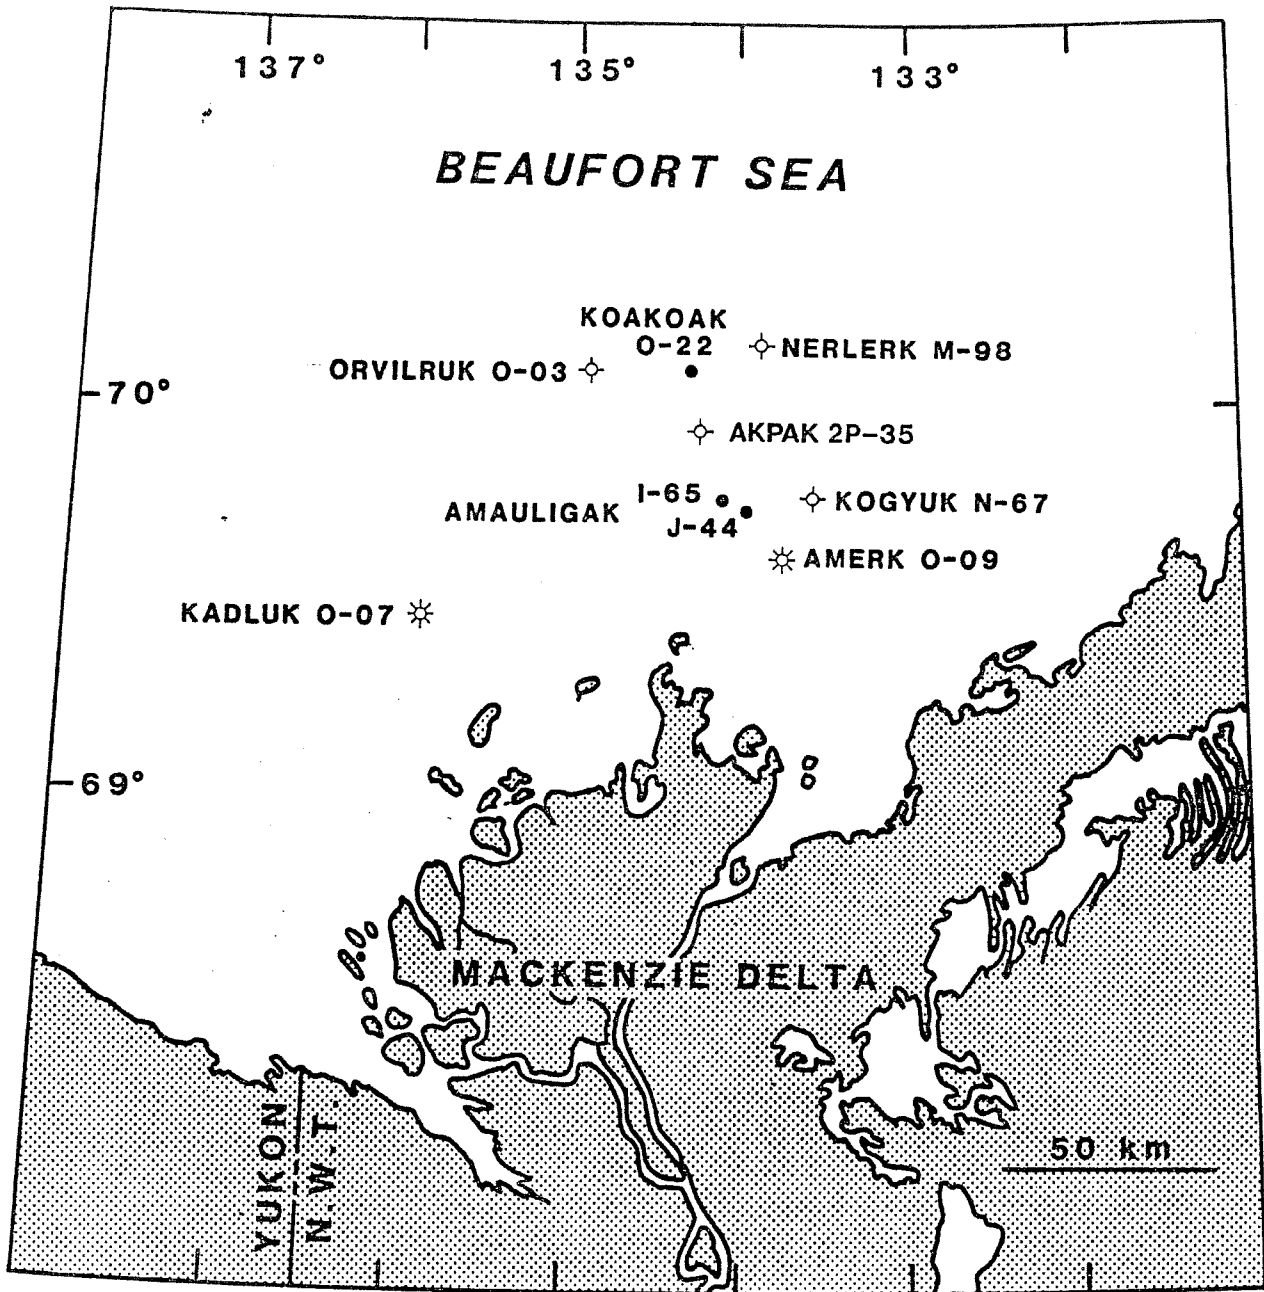 137° 135° 133°
BEAUFORT SEA
KOAKOAK
O-22
NERLERK M-98
ORVILRUK O-03
70°
AKPAK 2P-35
I-65
AMAULIGAK
J-44
KOGYUK N-67
AMERK O-09
KADLUK O-07
69°
MACKENZIE DELTA
YUKON
N.W.T.
50 km